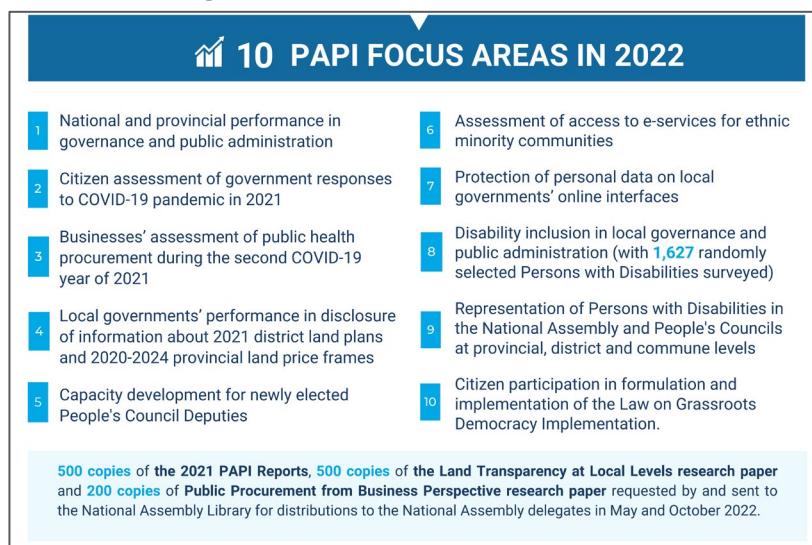 10 PAPI FOCUS AREAS IN 2022
1
National and provincial performance in
governance and public administration
2
Citizen assessment of government responses
to COVID-19 pandemic in 2021
3
Businesses' assessment of public health
procurement during the second COVID-19
year of 2021
4
Local governments' performance in disclosure
of information about 2021 district land plans
and 2020-2024 provincial land price frames
5
Capacity development for newly elected
People's Council Deputies
6
Assessment of access to e-services for ethnic
minority communities
7
Protection of personal data on local
governments' online interfaces
8
Disability inclusion in local governance and
public administration (with 1,627 randomly
selected Persons with Disabilities surveyed)
9
Representation of Persons with Disabilities in
the National Assembly and People's Councils
at provincial, district and commune levels
10
Citizen participation in formulation and
implementation of the Law on Grassroots
Democracy Implementation.
500 copies of the 2021 PAPI Reports, 500 copies of the Land Transparency at Local Levels research paper
and 200 copies of Public Procurement from Business Perspective research paper requested by and sent to
the National Assembly Library for distributions to the National Assembly delegates in May and October 2022.